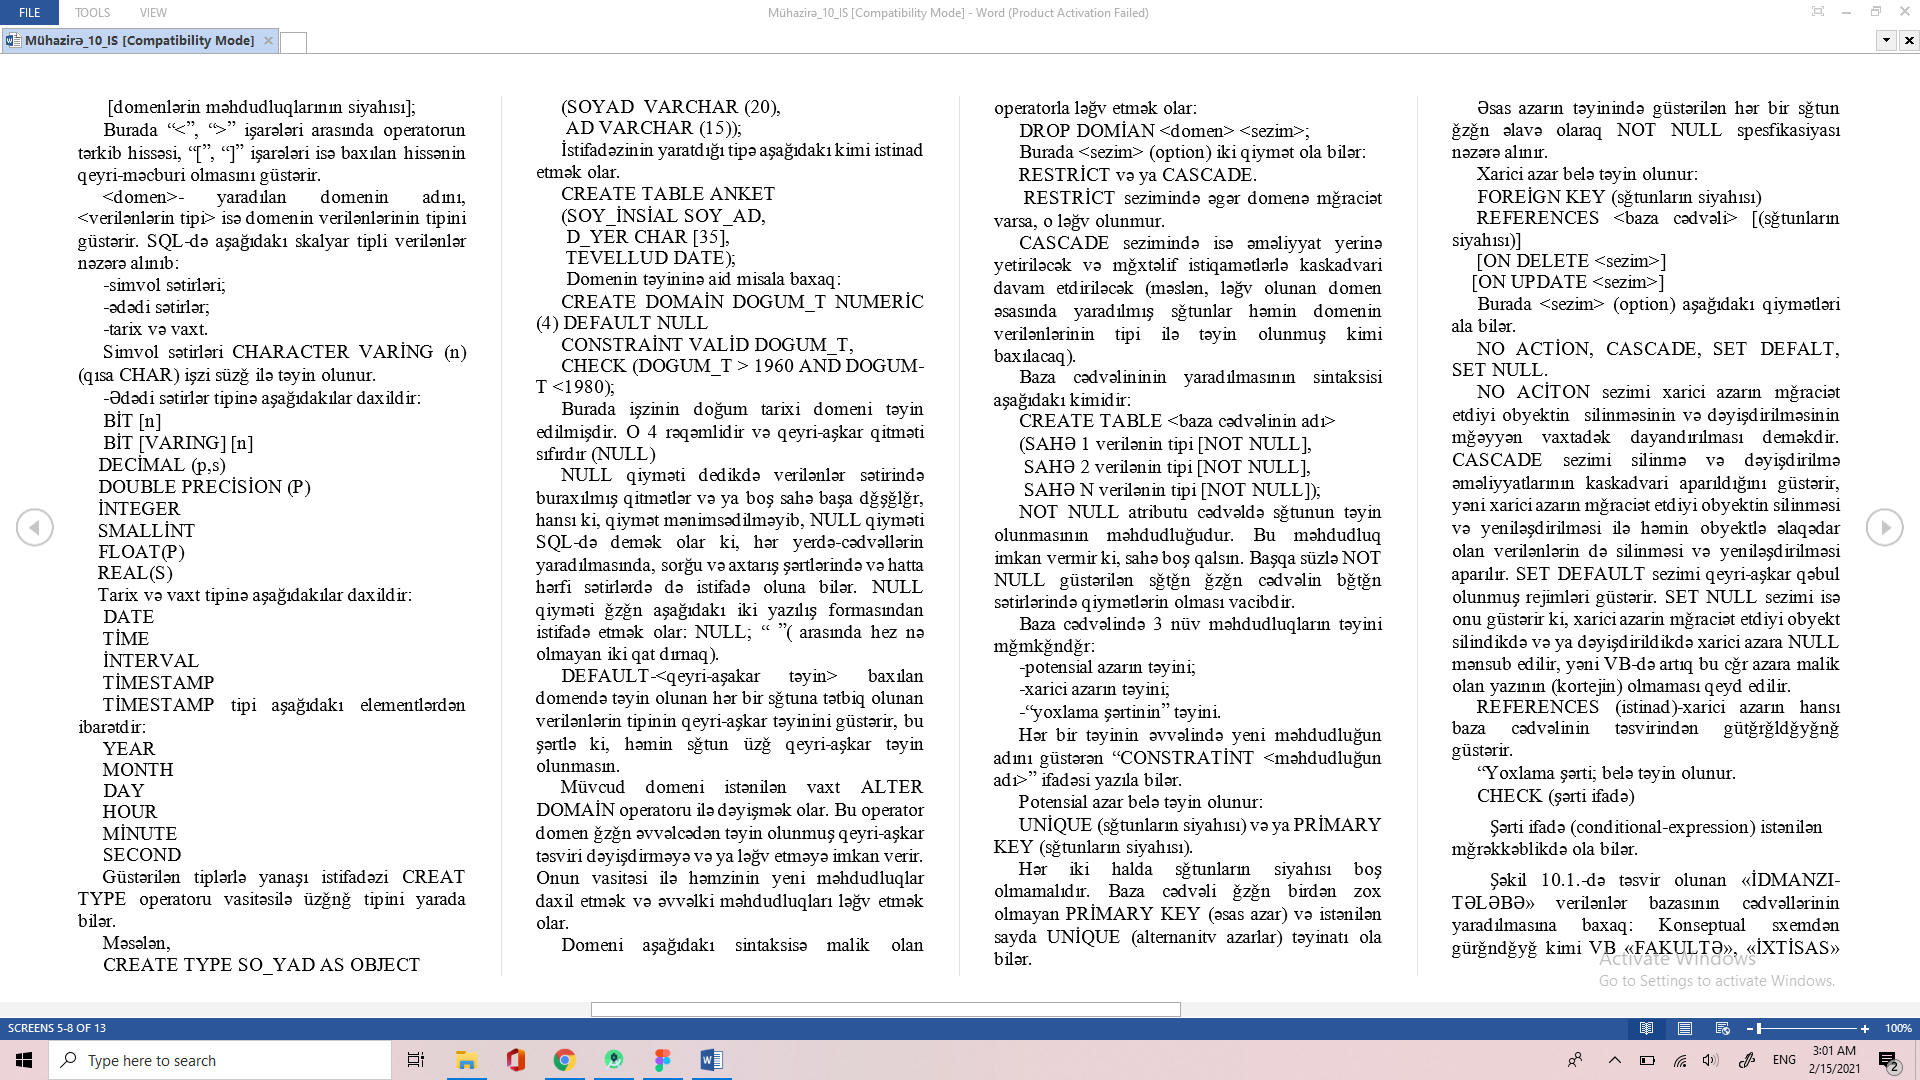 FILE TOOLS VIEW Mühazirə_10_IS [Compatibility Mode] - Word (Product Activation Failed)
Mühazirə_10_IS [Compatibility Mode]
[domenlərin məhdudluqlarının siyahısı];
Burada “<”, “>” işarələri arasında operatorun
tərkib hissəsi, “[”, “]” işarələri isə baxılan hissənin
qeyri-məcburi olmasını güstərir.
<domen>- yaradılan domenin adını,
<verilənlərin tipi> isə domenin verilənlərinin tipini
güstərir. SQL-də aşağıdakı skalyar tipli verilənlər
nəzərə alınıb:
-simvol sətirləri;
-ədədi sətirlər;
-tarix və vaxt.
Simvol sətirləri CHARACTER VARİNG (n)
(qısa CHAR) işzi süzğ ilə təyin olunur.
-Ədədi sətirlər tipinə aşağıdakılar daxildir:
BİT [n]
BİT [VARING] [n]
DECİMAL (p,s)
DOUBLE PRECİSİON (P)
İNTEGER
SMALLİNT
FLOAT(P)
REAL(S)
Tarix və vaxt tipinə aşağıdakılar daxildir:
DATE
TİME
İNTERVAL
TİMESTAMP
TİMESTAMP tipi aşağıdakı elementlərdən
ibarətdir:
YEAR
MONTH
DAY
HOUR
MİNUTE
SECOND
Güstərilən tiplərlə yanaşı istifadəzi CREAT
TYPE operatoru vasitəsilə üzğnğ tipini yarada
bilər.
Məsələn,
CREATE TYPE SO_YAD AS OBJECT
(SOYAD VARCHAR (20),
AD VARCHAR (15));
İstifadəzinin yaratdığı tipə aşağıdakı kimi istinad
etmək olar.
CREATE TABLE ANKET
(SOY_İNSİAL SOY_AD,
D_YER CHAR [35],
TEVELLUD DATE);
Domenin təyininə aid misala baxaq:
CREATE DOMAİN DOGUM_T NUMERİC
(4) DEFAULT NULL
CONSTRAİNT VALİD DOGUM_T,
CHECK (DOGUM_T > 1960 AND DOGUM-
T <1980);
Burada işzinin doğum tarixi domeni təyin
edilmişdir. O 4 rəqəmlidir və qeyri-aşkar qitməti
sıfırdır (NULL)
NULL qiyməti dedikdə verilənlər sətirində
buraxılmış qitmətlər və ya boş sahə başa dğşğlğr,
hansı ki, qiymət mənimsədilməyib, NULL qiyməti
SQL-də demək olar ki, hər yerdə-cədvəllərin
yaradılmasında, sorğu və axtarış şərtlərində və hatta
hərfi sətirlərdə də istifadə oluna bilər. NULL
qiyməti ğzğn aşağıdakı iki yazılış formasından
istifadə etmək olar: NULL; “ ”( arasında hez nə
olmayan iki qat dırnaq).
DEFAULT-<qeyri-aşakar təyin> baxılan
domendə təyin olunan hər bir sğtuna tətbiq olunan
verilənlərin tipinin qeyri-aşkar təyinini güstərir, bu
şərtlə ki, həmin sğtun üzğ qeyri-aşkar təyin
olunmasın.
Müvcud domeni istənilən vaxt ALTER
DOMAİN operatoru ilə dəyişmək olar. Bu operator
domen ğzğn əvvəlcədən təyin olunmuş qeyri-aşkar
təsviri dəyişdirməyə və ya ləğv etməyə imkan verir.
Onun vasitəsi ilə həmzinin yeni məhdudluqlar
daxil etmək və əvvəlki məhdudluqları ləğv etmək
olar.
Domeni aşağıdakı sintaksisə malik olan
operatorla ləğv etmək olar:
DROP DOMİAN <domen> <sezim>;
Burada <sezim> (option) iki qiymət ola bilər:
RESTRİCT və ya CASCADE.
RESTRİCT sezimində əgər domenə mğraciət
varsa, o ləğv olunmur.
CASCADE sezimində isə əməliyyat yerinə
yetiriləcək və mğxtəlif istiqamətlərlə kaskadvari
davam etdiriləcək (məslən, ləğv olunan domen
əsasında yaradılmış sğtunlar həmin domenin
verilənlərinin tipi ilə təyin olunmuş kimi
baxılacaq).
Baza cədvəlininin yaradılmasının sintaksisi
aşağıdakı kimidir:
CREATE TABLE <baza cədvəlinin adı>
(SAHƏ 1 verilənin tipi [NOT NULL],
SAHƏ 2 verilənin tipi [NOT NULL],
SAHƏ N verilənin tipi [NOT NULL]);
NOT NULL atributu cədvəldə sğtunun təyin
olunmasının məhdudluğudur. Bu məhdudluq
imkan vermir ki, sahə boş qalsın. Başqa süzlə NOT
NULL güstərilən sğtğn ğzğn cədvəlin bğtğn
sətirlərində qiymətlərin olması vacibdir.
Baza cədvəlində 3 nüv məhdudluqların təyini
mğmkğndğr:
-potensial azarın təyini;
-xarici azarın təyini;
-“yoxlama şərtinin” təyini.
Hər bir təyinin əvvəlində yeni məhdudluğun
adını güstərən “CONSTRATİNT <məhdudluğun
adı>” ifadəsi yazıla bilər.
Potensial azar belə təyin olunur:
UNİQUE (sğtunların siyahısı) və ya PRİMARY
KEY (sğtunların siyahısı).
Hər iki halda sğtunların siyahısı boş
olmamalıdır. Baza cədvəli ğzğn birdən zox
olmayan PRİMARY KEY (əsas azar) və istənilən
sayda UNİQUE (alternanitv azarlar) təyinatı ola
bilər.
Əsas azarın təyinində güstərilən hər bir sğtun
ğzğn əlavə olaraq NOT NULL spesfikasiyası
nəzərə alınır.
Xarici azar belə təyin olunur:
FOREİGN KEY (sğtunların siyahısı)
REFERENCES <baza cədvəli> [(sğtunların
siyahısı)]
[ON DELETE <sezim>]
[ON UPDATE <sezim>]
Burada <sezim> (option) aşağıdakı qiymətləri
ala bilər.
NO ACTİON, CASCADE, SET DEFALT,
SET NULL.
NO ACİTON sezimi xarici azarın mğraciət
etdiyi obyektin silinməsinin və dəyişdirilməsinin
mğəyyən vaxtadək dayandırılması deməkdir.
CASCADE sezimi silinmə və dəyişdirilmə
əməliyyatlarının kaskadvari aparıldığını güstərir,
yəni xarici azarın mğraciət etdiyi obyektin silinməsi
və yeniləşdirilməsi ilə həmin obyektlə əlaqədar
olan verilənlərin də silinməsi və yeniləşdirilməsi
aparılır. SET DEFAULT sezimi qeyri-aşkar qəbul
olunmuş rejimləri güstərir. SET NULL sezimi isə
onu güstərir ki, xarici azarin mğraciət etdiyi obyekt
silindikdə və ya dəyişdirildikdə xarici azara NULL
mənsub edilir, yəni VB-də artıq bu cğr azara malik
olan yazının (kortejin) olmaması qeyd edilir.
REFERENCES (istinad)-xarici azarın hansı
baza cədvəlinin təsvirindən gütğrğldğyğnğ
güstərir.
“Yoxlama şərti; belə təyin olunur.
CHECK (şərti ifadə)
Şərti ifadə (conditional-expression) istənilən
mğrəkkəblikdə ola bilər.
Şəkil 10.1.-də təsvir olunan «İDMANZI-
TƏLƏBƏ» verilənlər bazasının cədvəllərinin
yaradılmasına baxaq: Konseptual sxemdən
gürğndğyğ kimi VB «FAKULTƏ», «İXTİSAS»
Activate Windows
Go to Settings to activate Windows.
SCREENS 5-8 OF 13 100%
Type here to search ENG 3:01 AM
2/15/2021 2